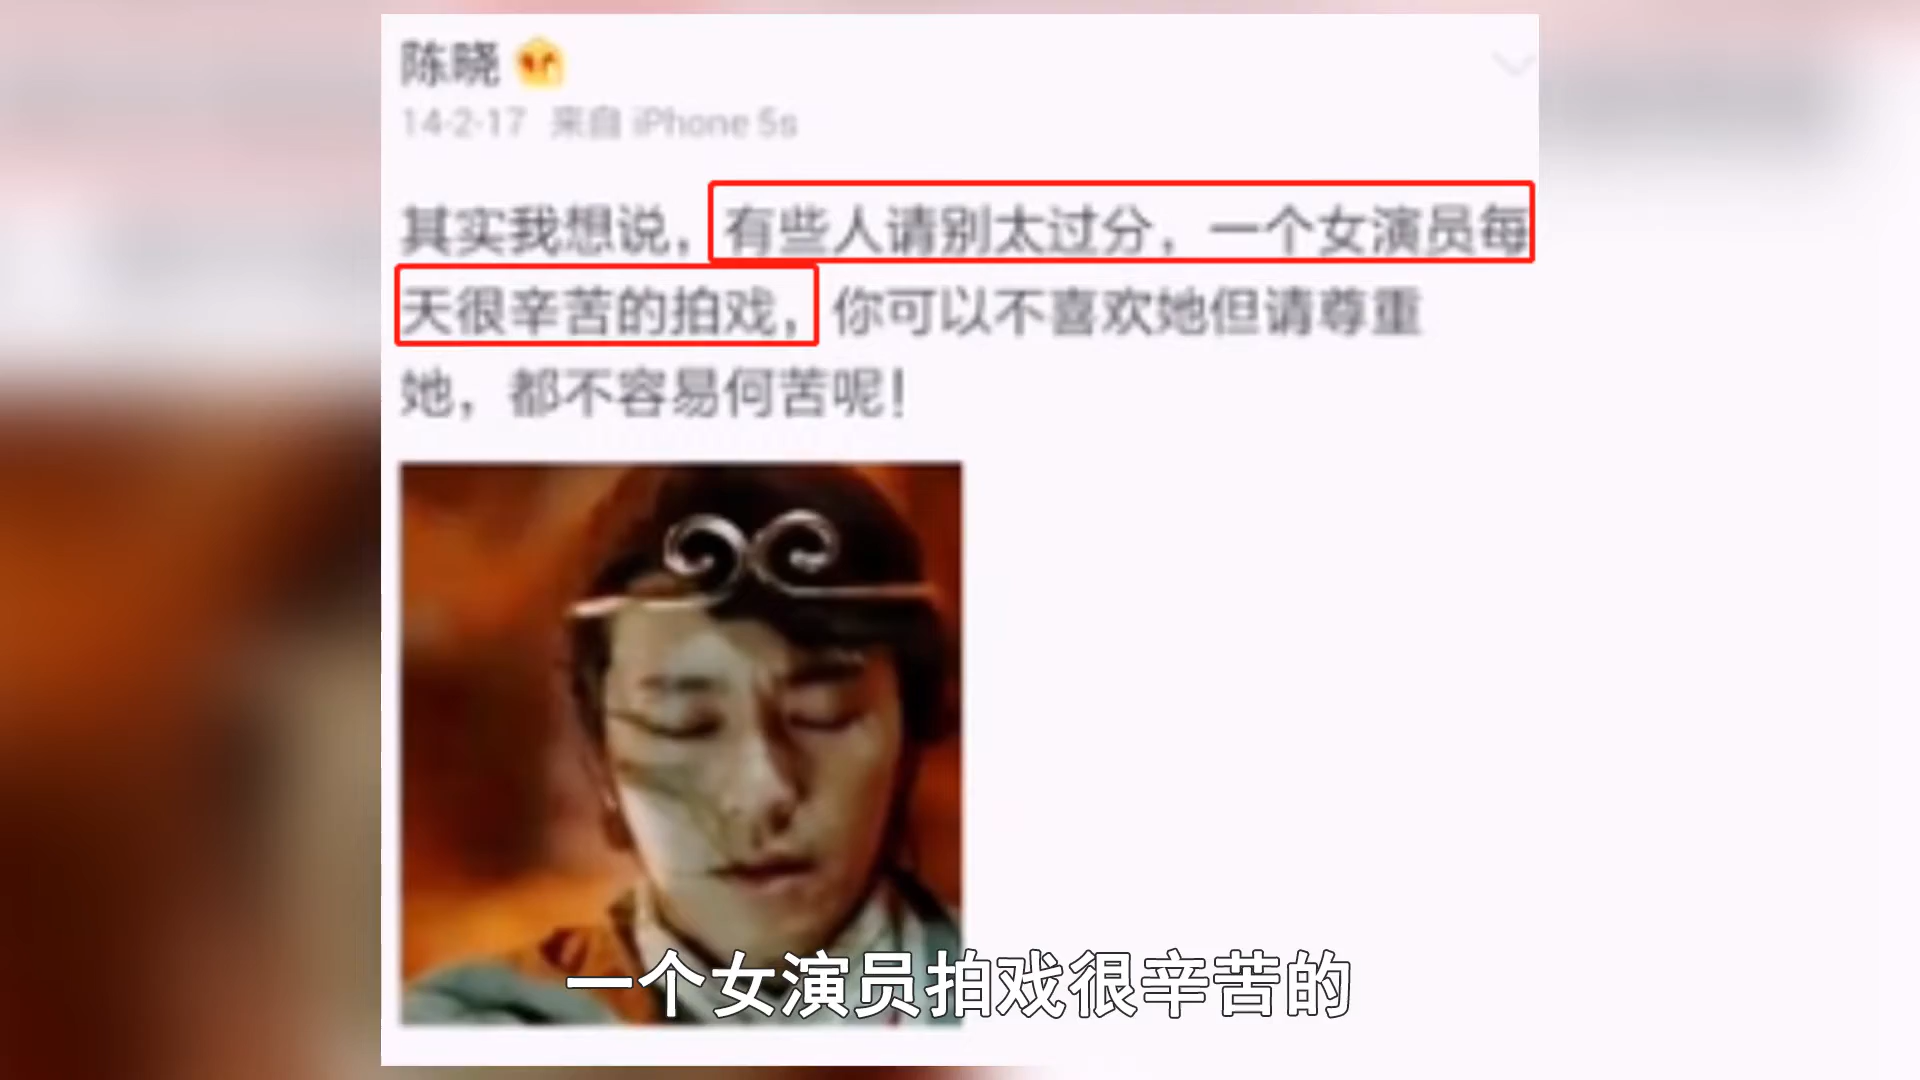 陈晓
14-2-17 来自 iPhone 5s
其实我想说，有些人请别太过分，一个女演员每
天很辛苦的拍戏，你可以不喜欢她但请尊重
她，都不容易何苦呢！
一个女演员拍戏很辛苦的